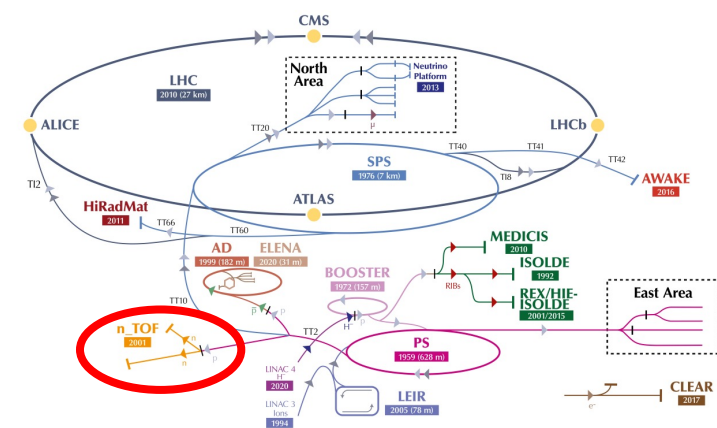 CMS
LHC
2010 (27 km)
North
Area
Neutrino
Platform
2013
μ
ALICE
LHCb
TT20
TT40
TT41
TT42
TI8
SPS
1976 (7 km)
AWAKE
2016
TI2
ATLAS
HiRadMat
2011
TT66
TT60
AD
1999 (182 m)
ELENA
2020 (31 m)
BOOSTER
1972 (157 m)
MEDICIS
2010
ISOLDE
1992
RIBs
REX/HIE-
ISOLDE
2001/2015
East Area
TT10
p̅
p
H⁻
p
TT2
n_TOF
2001
n
n
p
PS
1959 (628 m)
LINAC 4
H⁻
2020
LINAC 3
Ions
1994
LEIR
2005 (78 m)
e⁻
CLEAR
2017